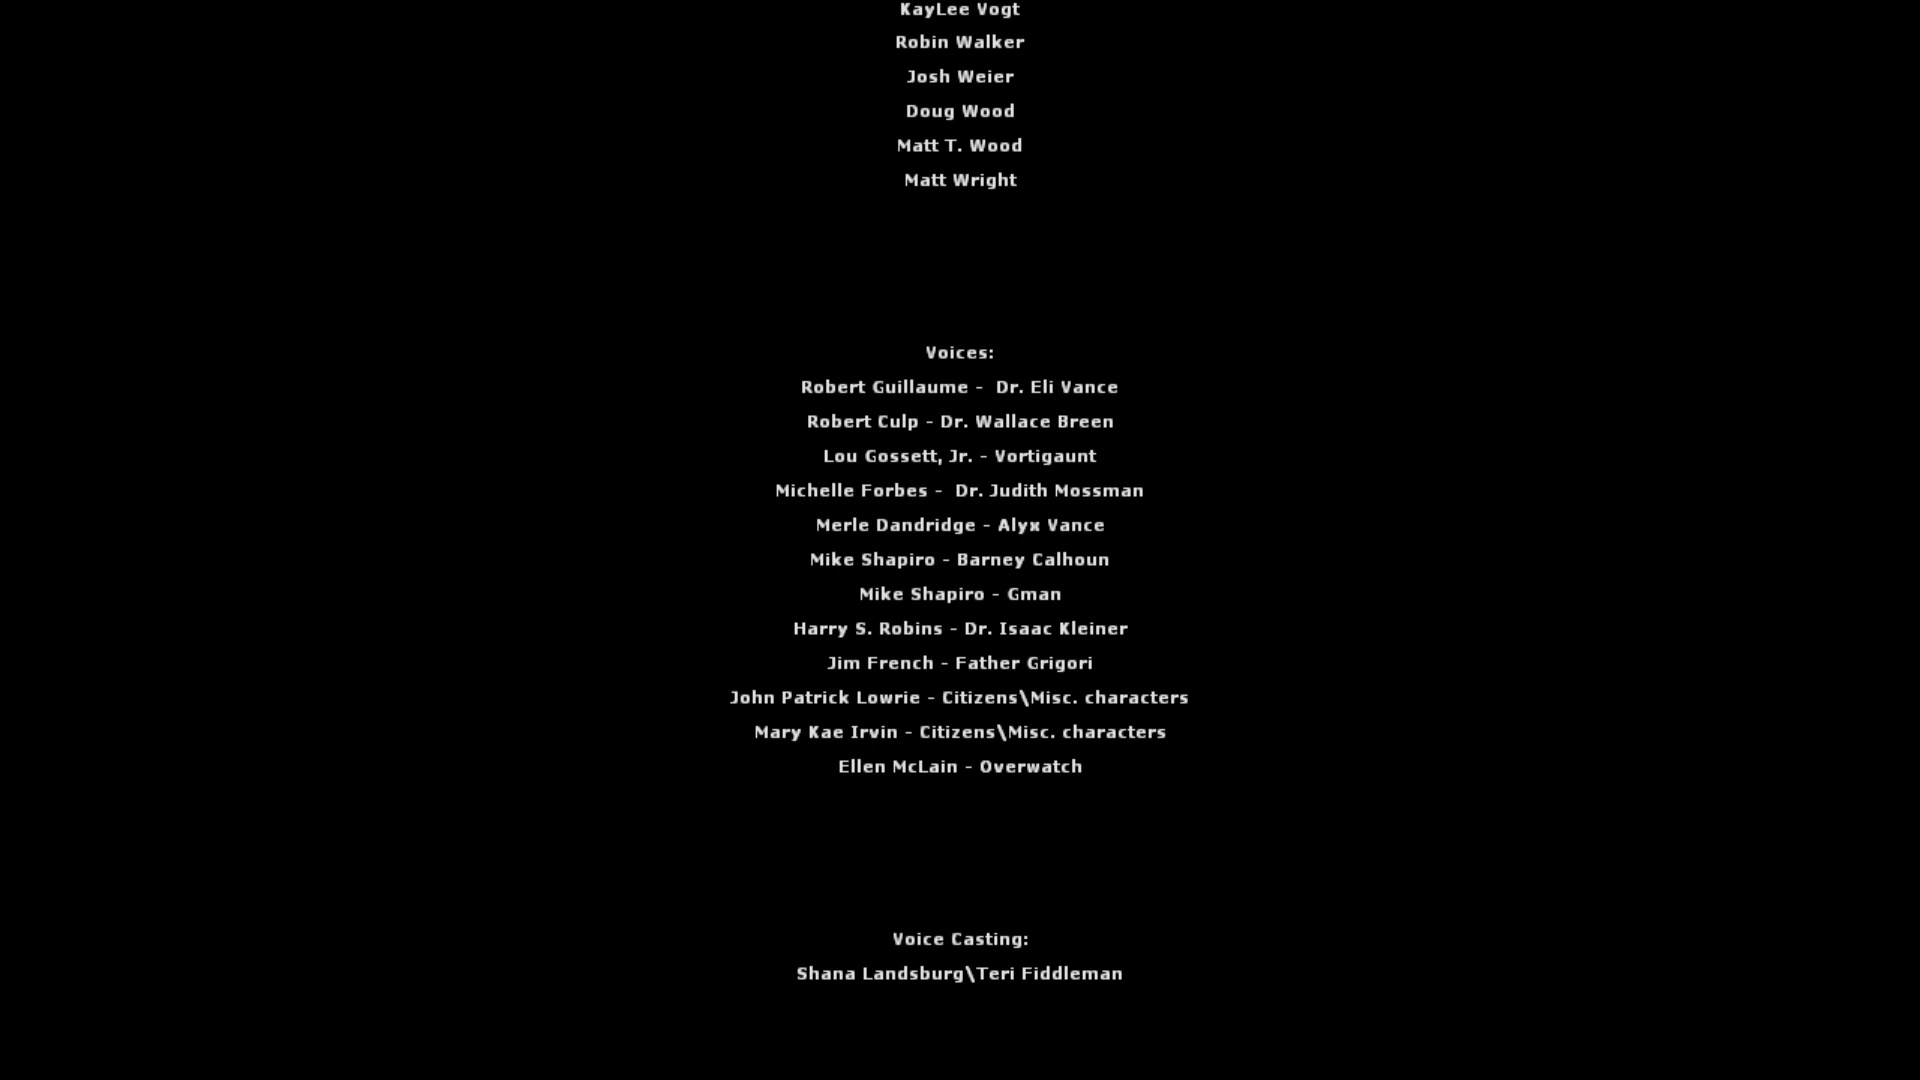 KayLee Vogt
Robin Walker
Josh Weier
Doug Wood
Matt T. Wood
Matt Wright
Voices:
Robert Guillaume -  Dr. Eli Vance
Robert Culp - Dr. Wallace Breen
Lou Gossett, Jr. - Vortigaunt
Michelle Forbes -  Dr. Judith Mossman
Merle Dandridge - Alyx Vance
Mike Shapiro - Barney Calhoun
Mike Shapiro - Gman
Harry S. Robins - Dr. Isaac Kleiner
Jim French - Father Grigori
John Patrick Lowrie - Citizens\Misc. characters
Mary Kae Irvin - Citizens\Misc. characters
Ellen McLain - Overwatch
Voice Casting:
Shana Landsburg\Teri Fiddleman